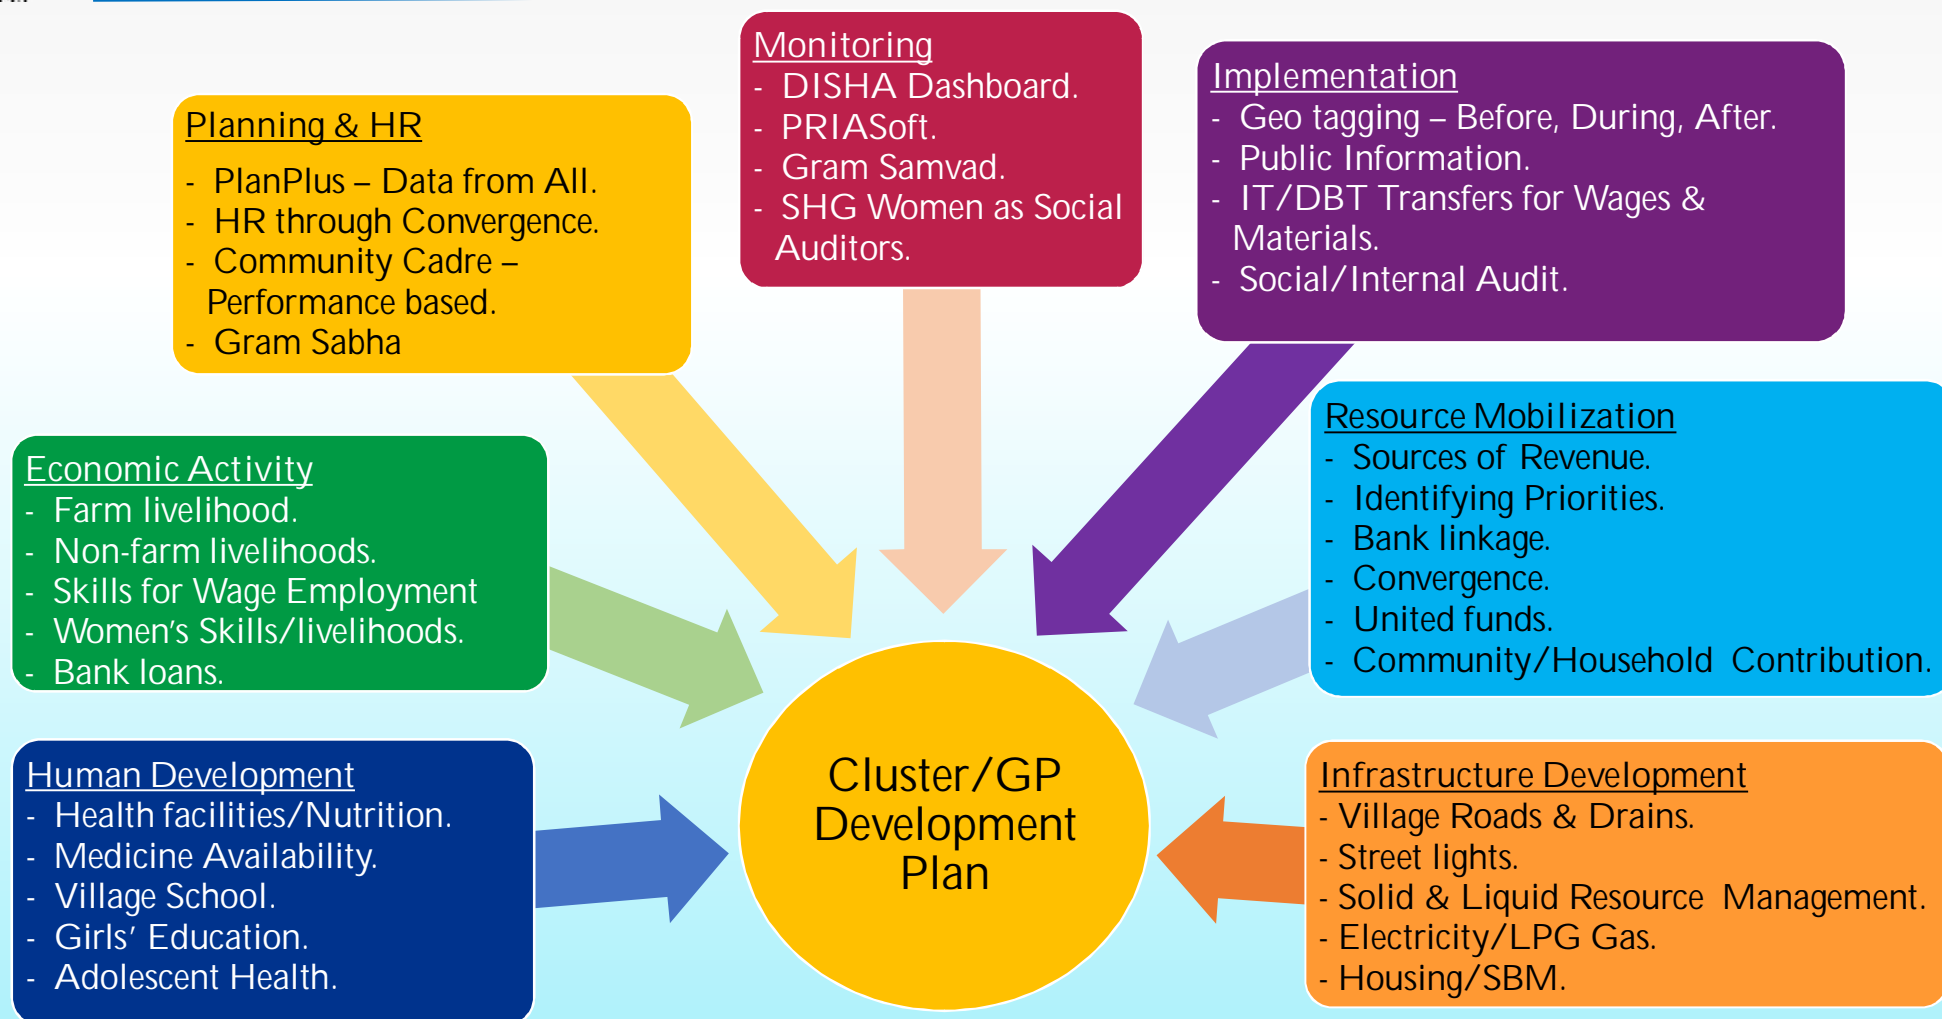 Monitoring
- DISHA Dashboard.
- PRIASoft.
- Gram Samvad.
- SHG Women as Social
Auditors.
Implementation
- Geo tagging – Before, During, After.
- Public Information.
- IT/DBT Transfers for Wages &
Materials.
- Social/Internal Audit.
Planning & HR
- PlanPlus – Data from All.
- HR through Convergence.
- Community Cadre –
Performance based.
- Gram Sabha
Resource Mobilization
- Sources of Revenue.
- Identifying Priorities.
- Bank linkage.
- Convergence.
- United funds.
- Community/Household Contribution.
Economic Activity
- Farm livelihood.
- Non-farm livelihoods.
- Skills for Wage Employment
- Women's Skills/livelihoods.
- Bank loans.
Human Development
- Health facilities/Nutrition.
- Medicine Availability.
- Village School.
- Girls' Education.
- Adolescent Health.
Cluster/GP
Development
Plan
Infrastructure Development
- Village Roads & Drains.
- Street lights.
- Solid & Liquid Resource Management.
- Electricity/LPG Gas.
- Housing/SBM.